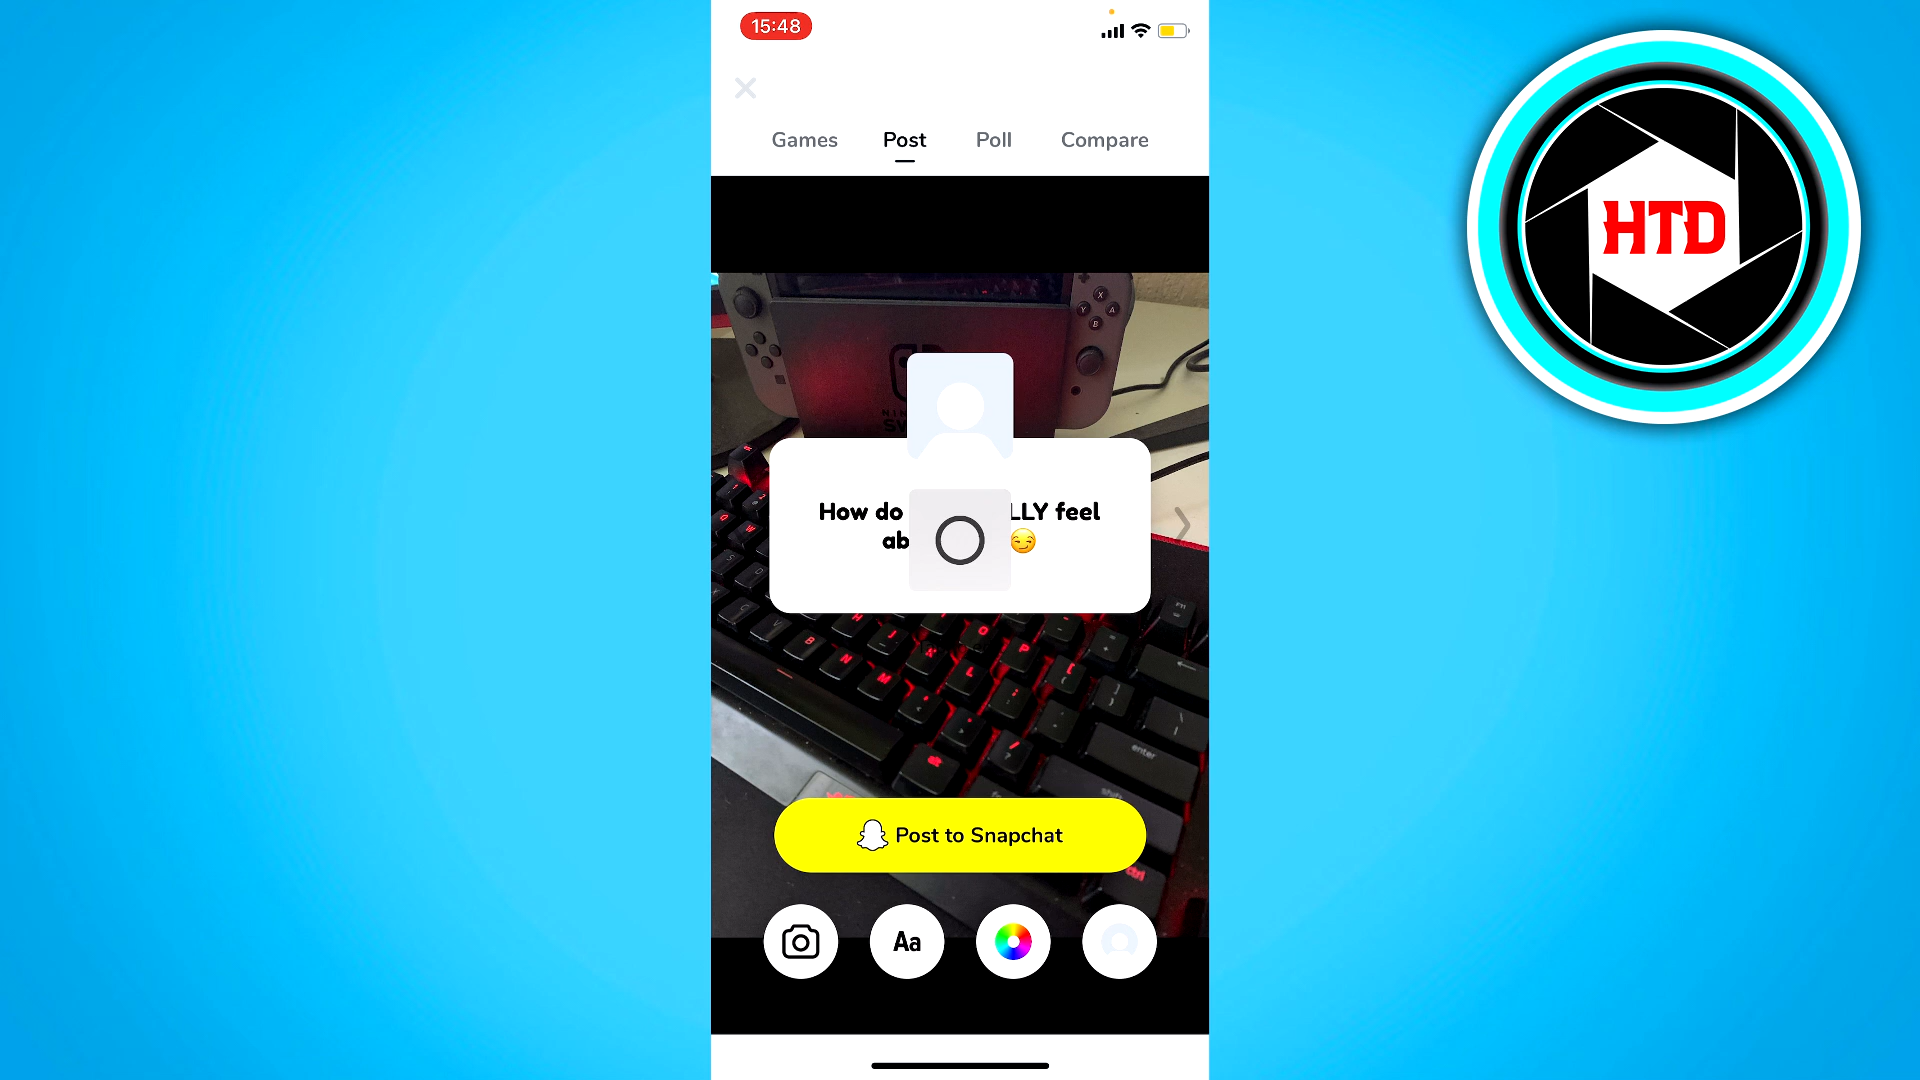 15:48
HTD
Games Post Poll Compare
How do LLY feel
ab 😏
Post to Snapchat
Aa